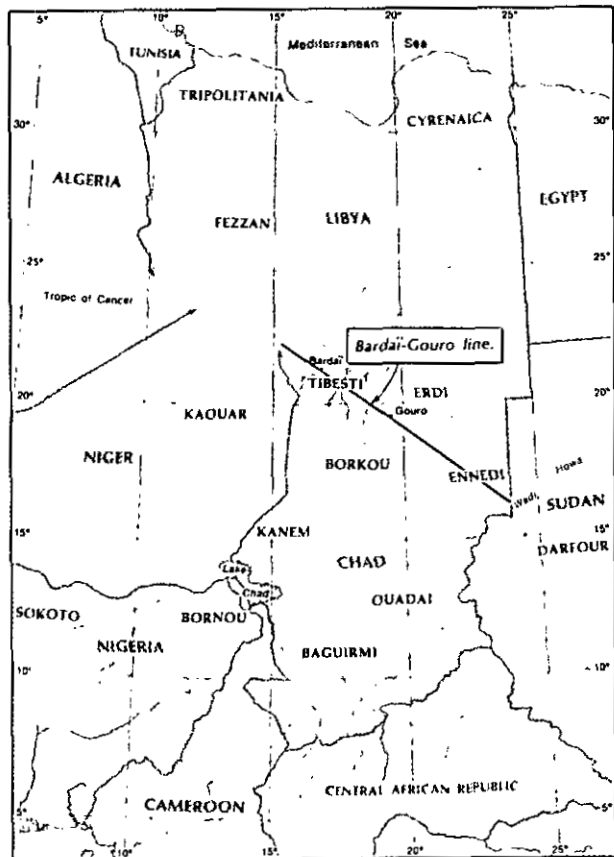 5° 10° 15° 20° 25°
TUNISIA
Mediterranean Sea
TRIPOLITANIA
CYRENAICA
30° 30°
ALGERIA
EGYPT
FEZZAN LIBYA
25° 25°
Tropic of Cancer
Bardaï
Bardaï-Gouro line.
TIBESTI
ERDI
20° 20°
KAOUAR
Gouro
NIGER
BORKOU
ENNEDI
Wadi Howa
SUDAN
15° 15°
KANEM
DARFOUR
CHAD
Lake
Chad
OUADAI
SOKOTO
BORNOU
NIGERIA
BAGUIRMI
10° 10°
CENTRAL AFRICAN REPUBLIC
CAMEROON
5° 5°
10° 15° 20° 25°